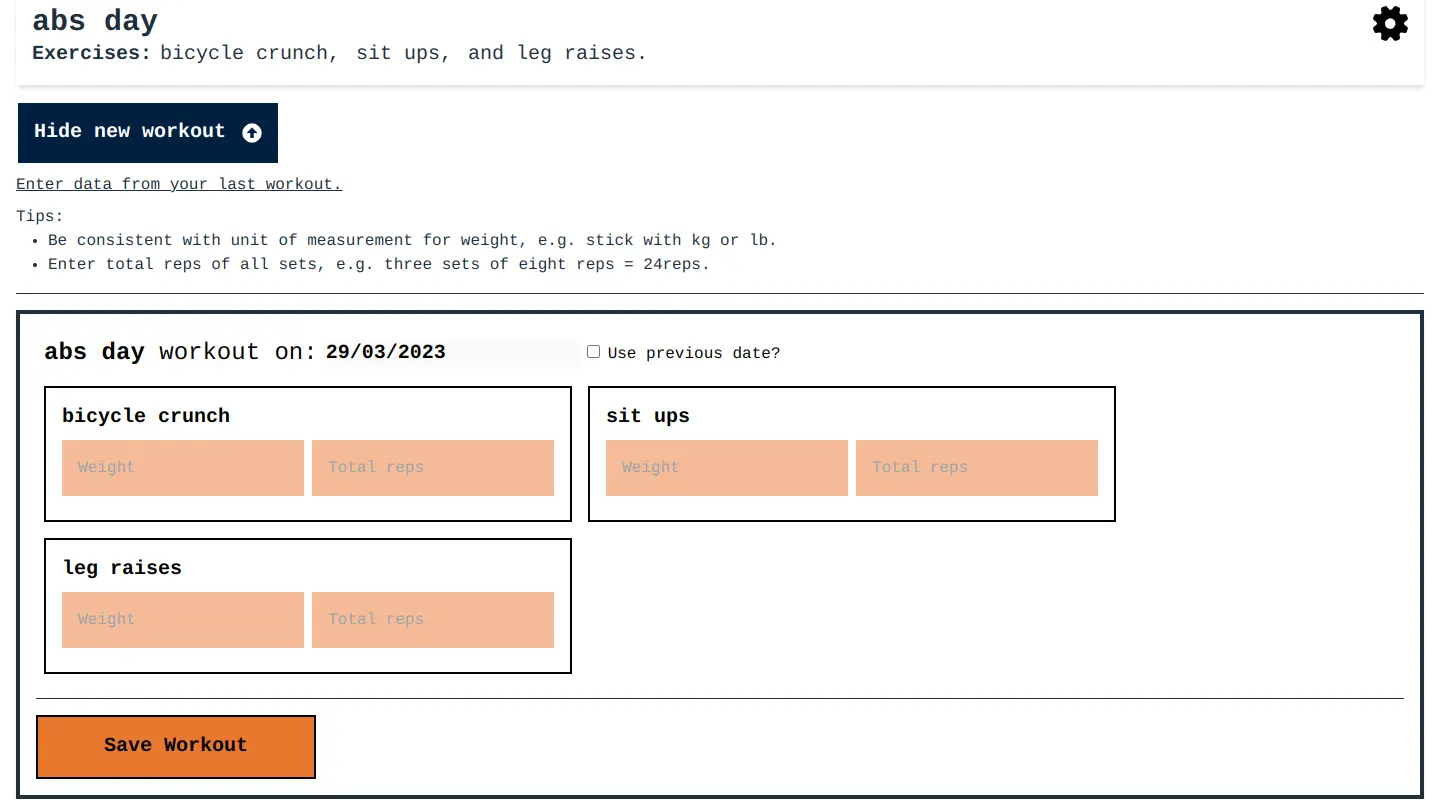 abs day
Exercises: bicycle crunch, sit ups, and leg raises.
Hide new workout
Enter data from your last workout.
Tips:
• Be consistent with unit of measurement for weight, e.g. stick with kg or lb.
• Enter total reps of all sets, e.g. three sets of eight reps = 24reps.
abs day workout on: 29/03/2023 Use previous date?
bicycle crunch
Weight Total reps
sit ups
Weight Total reps
leg raises
Weight Total reps
Save Workout